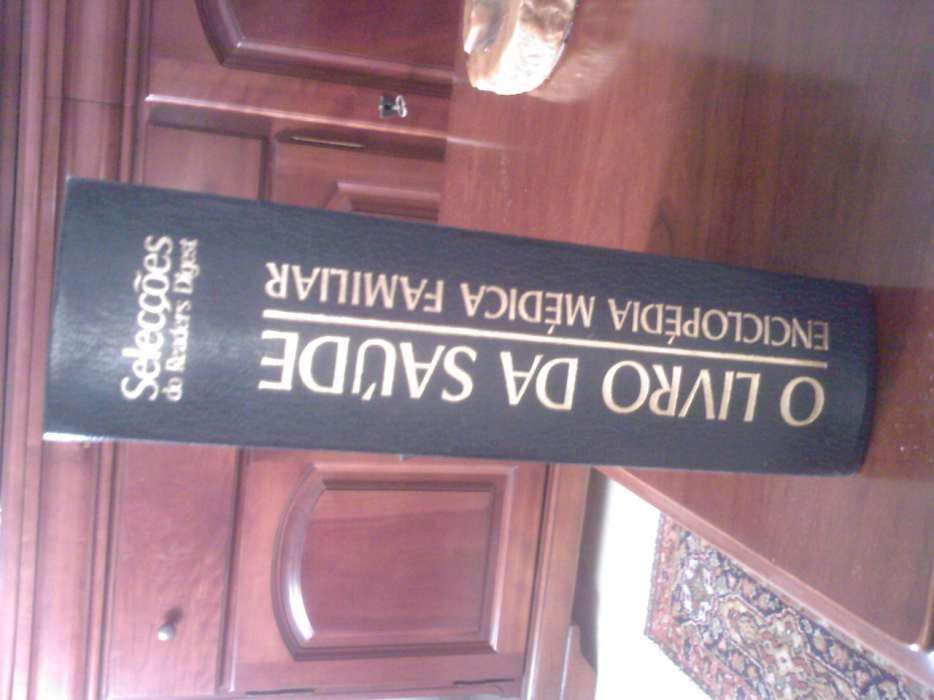 Selecções
do Reader's Digest
O LIVRO DA SAÚDE
ENCICLOPÉDIA MÉDICA FAMILIAR